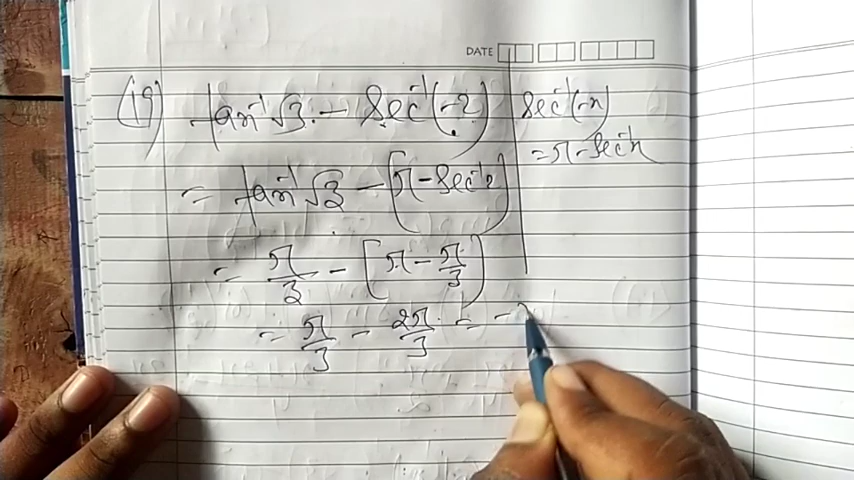 DATE
(19) tan⁻¹√3 - sec⁻¹(-2)
sec⁻¹(-x)
= π - sec⁻¹x
= tan⁻¹√3 - [π - sec⁻¹2]
= π/3 - [π - π/3]
= π/3 - 2π/3 = -